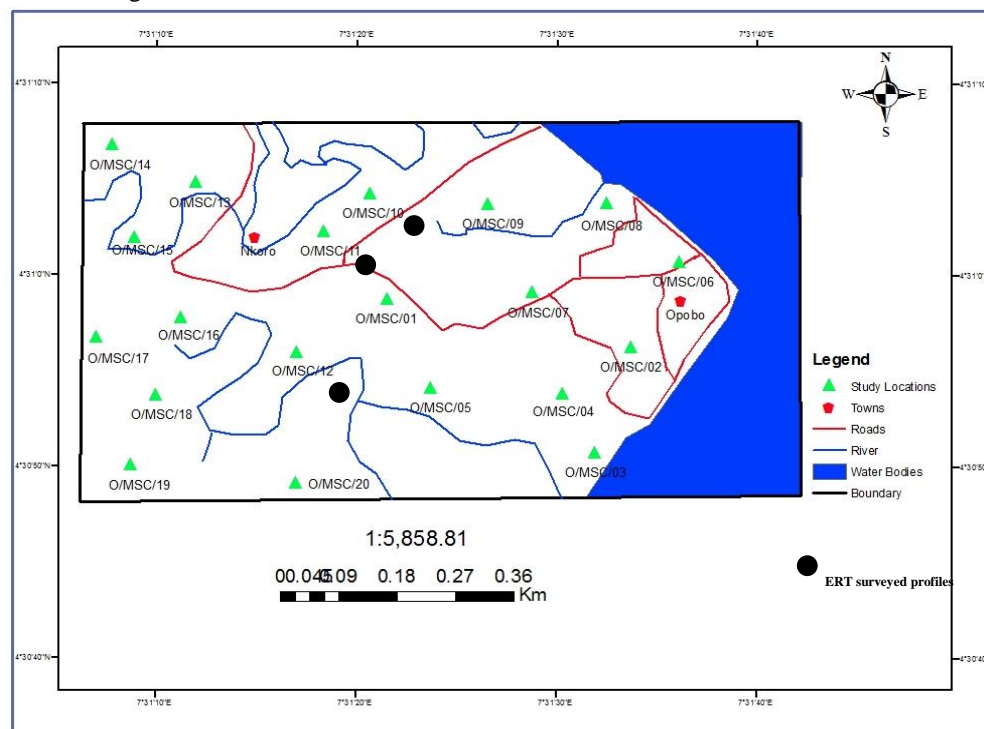 7°31'10"E 7°31'20"E 7°31'30"E 7°31'40"E
4°31'10"N 4°31'10"N
N
W E
S
O/MSC/14
O/MSC/13
O/MSC/10
O/MSC/09
O/MSC/08
O/MSC/15
Nkoro
O/MSC/11
4°31'0"N
O/MSC/06
O/MSC/01
O/MSC/07
Opobo
O/MSC/16
O/MSC/17
O/MSC/12
O/MSC/02
O/MSC/18
O/MSC/05
O/MSC/04
O/MSC/03
O/MSC/19
O/MSC/20
4°30'50"N
Legend
Study Locations
Towns
Roads
River
Water Bodies
Boundary
1:5,858.81
00.0450.09 0.18 0.27 0.36
Km
ERT surveyed profiles
4°30'40"N
7°31'10"E 7°31'20"E 7°31'30"E 7°31'40"E